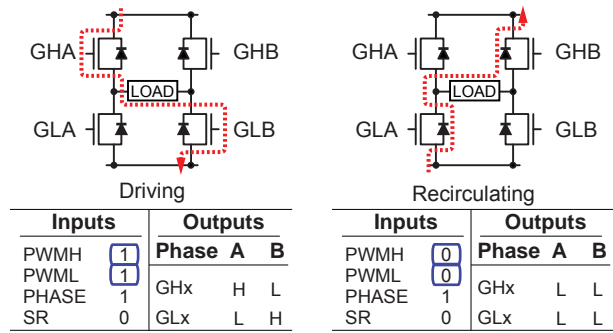 GHA GHB
LOAD
GLA GLB
Driving
Inputs Outputs
PWMH 1 Phase A B
PWML 1
GHx H L
PHASE 1
SR 0 GLx L H
GHA GHB
LOAD
GLA GLB
Recirculating
Inputs Outputs
PWMH 0 Phase A B
PWML 0
GHx L L
PHASE 1
SR 0 GLx L L